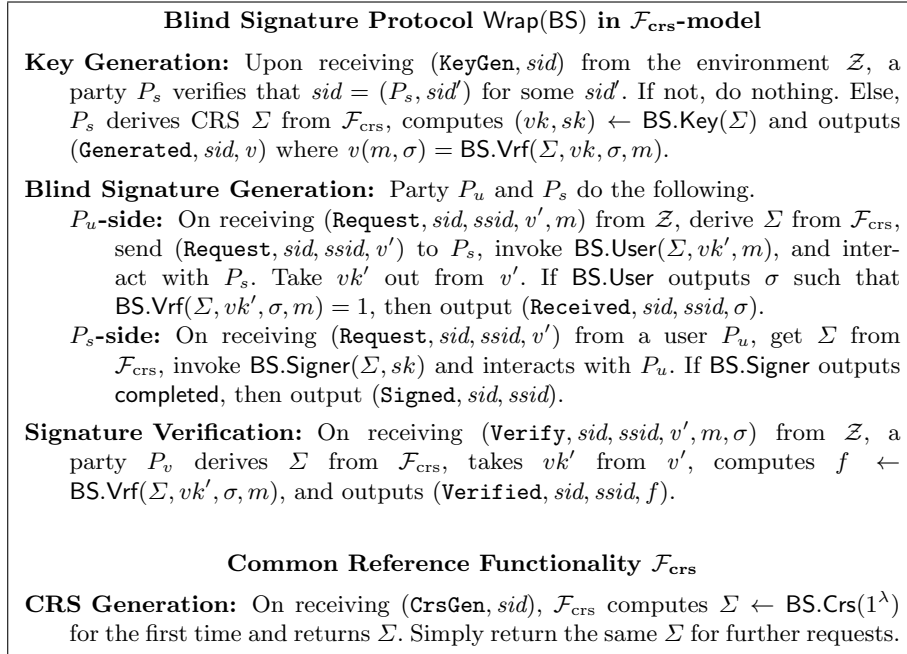 Blind Signature Protocol Wrap(BS) in 𝓕crs-model
Key Generation: Upon receiving (KeyGen, sid) from the environment 𝒵, a
party Pₛ verifies that sid = (Pₛ, sid′) for some sid′. If not, do nothing. Else,
Pₛ derives CRS Σ from 𝓕crs, computes (vk, sk) ← BS.Key(Σ) and outputs
(Generated, sid, v) where v(m, σ) = BS.Vrf(Σ, vk, σ, m).
Blind Signature Generation: Party Pᵤ and Pₛ do the following.
Pᵤ-side: On receiving (Request, sid, ssid, v′, m) from 𝒵, derive Σ from 𝓕crs,
send (Request, sid, ssid, v′) to Pₛ, invoke BS.User(Σ, vk′, m), and inter-
act with Pₛ. Take vk′ out from v′. If BS.User outputs σ such that
BS.Vrf(Σ, vk′, σ, m) = 1, then output (Received, sid, ssid, σ).
Pₛ-side: On receiving (Request, sid, ssid, v′) from a user Pᵤ, get Σ from
𝓕crs, invoke BS.Signer(Σ, sk) and interacts with Pᵤ. If BS.Signer outputs
completed, then output (Signed, sid, ssid).
Signature Verification: On receiving (Verify, sid, ssid, v′, m, σ) from 𝒵, a
party Pᵥ derives Σ from 𝓕crs, takes vk′ from v′, computes f ←
BS.Vrf(Σ, vk′, σ, m), and outputs (Verified, sid, ssid, f).
Common Reference Functionality 𝓕crs
CRS Generation: On receiving (CrsGen, sid), 𝓕crs computes Σ ← BS.Crs(1^λ)
for the first time and returns Σ. Simply return the same Σ for further requests.